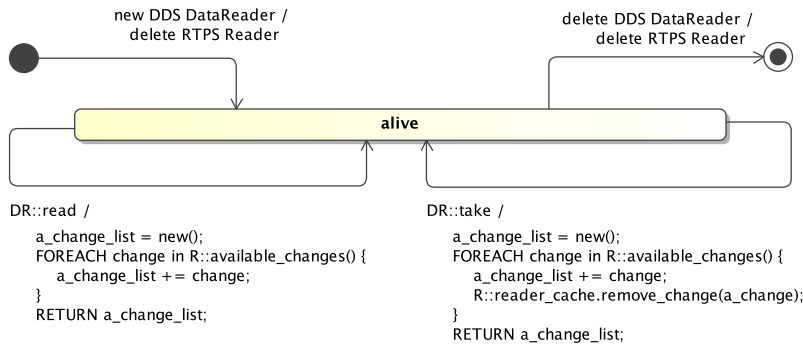 new DDS DataReader /
delete RTPS Reader
delete DDS DataReader /
delete RTPS Reader
alive
DR::read /
a_change_list = new();
FOREACH change in R::available_changes() {
a_change_list += change;
}
RETURN a_change_list;
DR::take /
a_change_list = new();
FOREACH change in R::available_changes() {
a_change_list += change;
R::reader_cache.remove_change(a_change);
}
RETURN a_change_list;